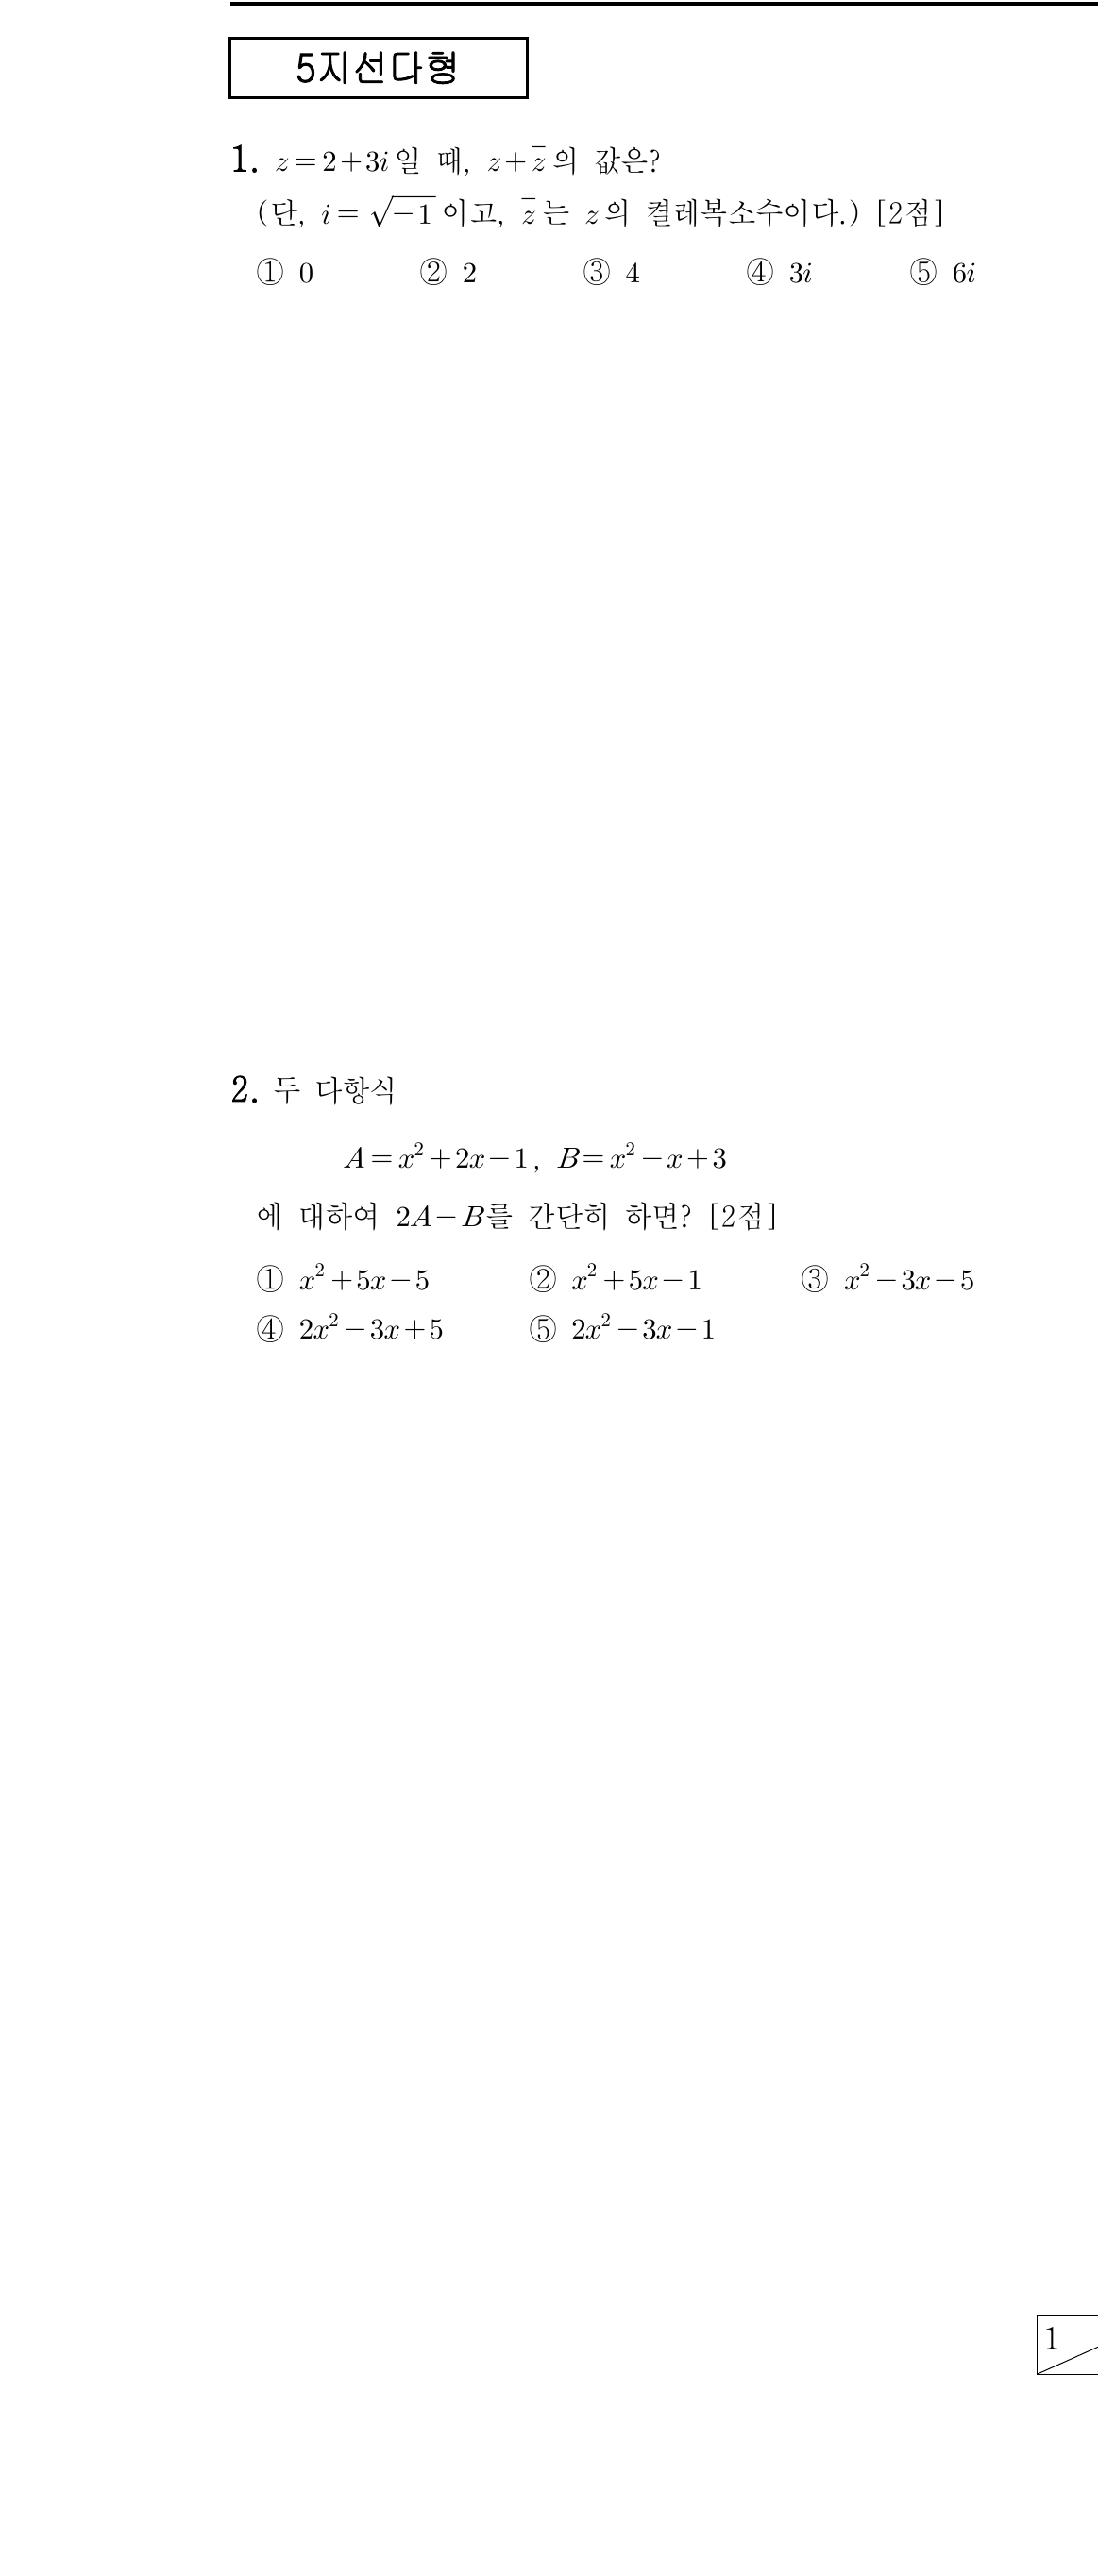 5지선다형
1. z=2+3i일 때, z+z̅의 값은?
(단, i=√-1이고, z̅는 z의 켤레복소수이다.) [2점]
① 0 ② 2 ③ 4 ④ 3i ⑤ 6i
2. 두 다항식
A=x²+2x-1, B=x²-x+3
에 대하여 2A-B를 간단히 하면? [2점]
① x²+5x-5 ② x²+5x-1 ③ x²-3x-5
④ 2x²-3x+5 ⑤ 2x²-3x-1
1